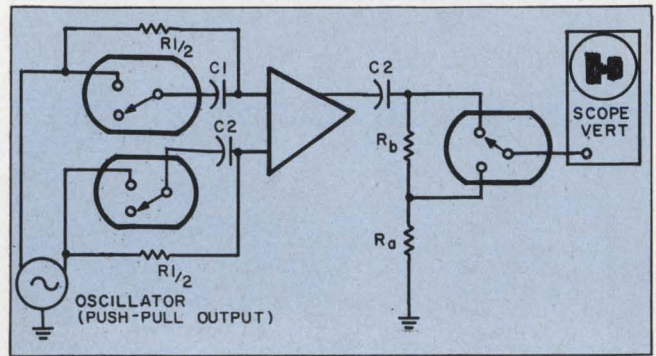 R1/2
C1
C2
R1/2
C2
Rb
Ra
SCOPE
VERT
OSCILLATOR
(PUSH-PULL OUTPUT)